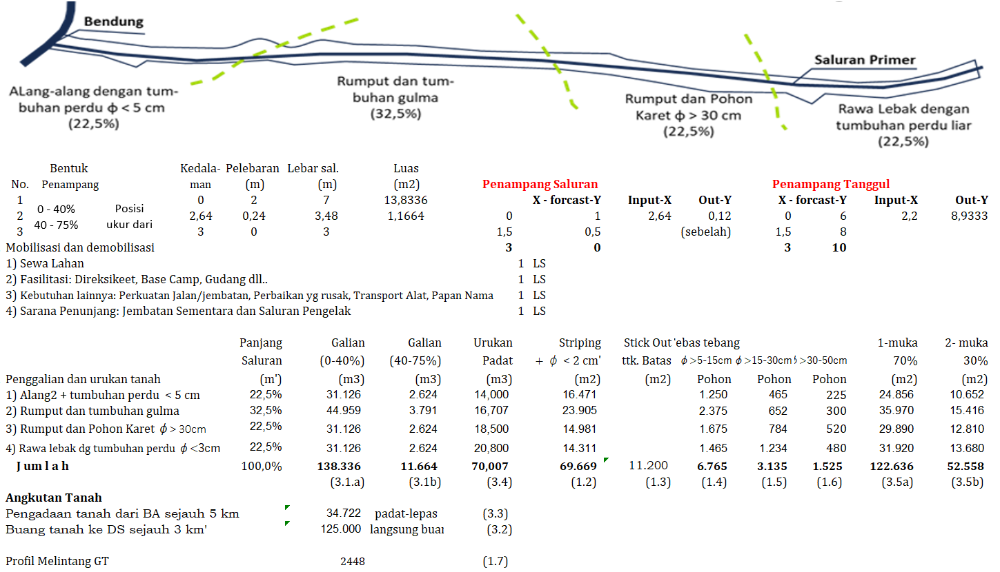 Bendung
Saluran Primer
ALang-alang dengan tum-
buhan perdu ф < 5 cm
(22,5%)
Rumput dan tum-
buhan gulma
(32,5%)
Rumput dan Pohon
Karet ф > 30 cm
(22,5%)
Rawa Lebak dengan
tumbuhan perdu liar
(22,5%)
Bentuk Kedala- Pelebaran Lebar sal. Luas
No. Penampang man (m) (m) (m2) Penampang Saluran Penampang Tanggul
1 0 2 7 13,8336 X - forcast-Y Input-X Out-Y X - forcast-Y Input-X Out-Y
0 - 40% Posisi
2 2,64 0,24 3,48 1,1664 0 1 2,64 0,12 0 6 2,2 8,9333
40 - 75% ukur dari
3 3 0 3 1,5 0,5 (sebelah) 1,5 8
Mobilisasi dan demobilisasi 3 0 3 10
1) Sewa Lahan 1 LS
2) Fasilitasi: Direksikeet, Base Camp, Gudang dll.. 1 LS
3) Kebutuhan lainnya: Perkuatan Jalan/jembatan, Perbaikan yg rusak, Transport Alat, Papan Nama 1 LS
4) Sarana Penunjang: Jembatan Sementara dan Saluran Pengelak 1 LS
Panjang Galian Galian Urukan Striping Stick Out 'ebas tebang 1-muka 2- muka
Saluran (0-40%) (40-75%) Padat + ϕ < 2 cm' ttk. Batas ϕ >5-15cm ϕ >15-30cm >30-50cm 70% 30%
Penggalian dan urukan tanah (m') (m3) (m3) (m3) (m2) (m2) Pohon Pohon Pohon (m2) (m2)
1) Alang2 + tumbuhan perdu < 5 cm 22,5% 31.126 2.624 14,000 16.471 1.250 465 225 24.856 10.652
2) Rumput dan tumbuhan gulma 32,5% 44.959 3.791 16,707 23.905 2.375 652 300 35.970 15.416
3) Rumput dan Pohon Karet ϕ > 30cm 22,5% 31.126 2.624 18,500 14.981 1.675 784 520 29.890 12.810
4) Rawa lebak dg tumbuhan perdu ϕ <3cm 22,5% 31.126 2.624 20,800 14.311 1.465 1.234 480 31.920 13.680
J u m l a h 100,0% 138.336 11.664 70,007 69.669 11.200 6.765 3.135 1.525 122.636 52.558
(3.1.a) (3.1b) (3.4) (1.2) (1.3) (1.4) (1.5) (1.6) (3.5a) (3.5b)
Angkutan Tanah
Pengadaan tanah dari BA sejauh 5 km 34.722 padat-lepas (3.3)
Buang tanah ke DS sejauh 3 km' 125.000 langsung buai (3.2)
Profil Melintang GT 2448 (1.7)